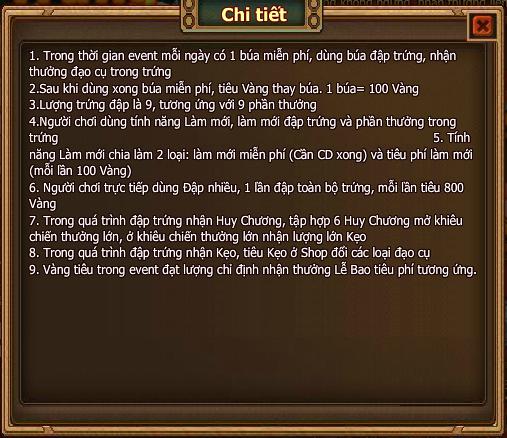 Chi tiết
1. Trong thời gian event mỗi ngày có 1 búa miễn phí, dùng búa đập trứng, nhận
thưởng đạo cụ trong trứng
2.Sau khi dùng xong búa miễn phí, tiêu Vàng thay búa. 1 búa= 100 Vàng
3.Lượng trứng đập là 9, tương ứng với 9 phần thưởng
4.Người chơi dùng tính năng Làm mới, làm mới đập trứng và phần thưởng trong
trứng 5. Tính
năng Làm mới chia làm 2 loại: làm mới miễn phí (Cần CD xong) và tiêu phí làm mới
(mỗi lần 100 Vàng)
6. Người chơi trực tiếp dùng Đập nhiều, 1 lần đập toàn bộ trứng, mỗi lần tiêu 800
Vàng
7. Trong quá trình đập trứng nhận Huy Chương, tập hợp 6 Huy Chương mở khiêu
chiến thưởng lớn, ở khiêu chiến thưởng lớn nhận lượng lớn Kẹo
8. Trong quá trình đập trứng nhận Kẹo, tiêu Kẹo ở Shop đổi các loại đạo cụ
9. Vàng tiêu trong event đạt lượng chỉ định nhận thưởng Lễ Bao tiêu phí tương ứng.